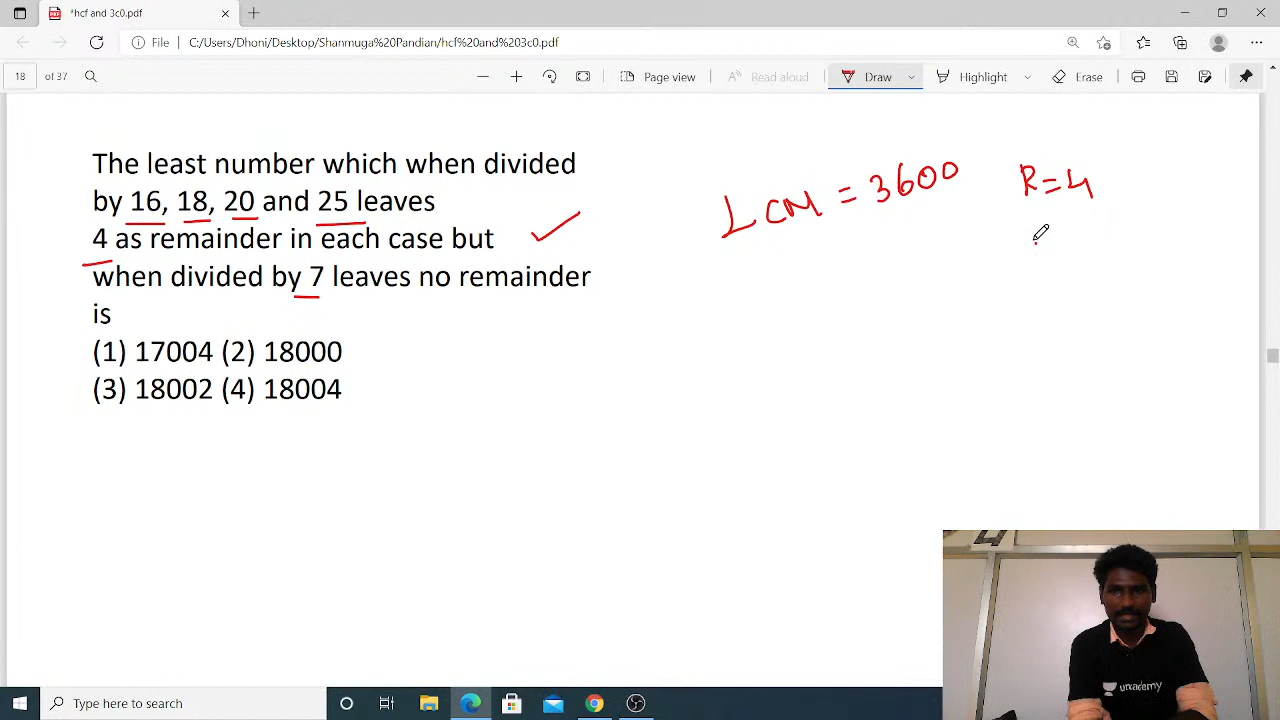 *hcf and 3c0.pdf
File C:/Users/Dhoni/Desktop/Shanmuga%20Pandian/hcf%20and%203c0.pdf
18 of 37 Page view Read aloud Draw Highlight Erase
The least number which when divided
by 16, 18, 20 and 25 leaves
4 as remainder in each case but
when divided by 7 leaves no remainder
is
(1) 17004 (2) 18000
(3) 18002 (4) 18004
LCM = 3600 R=4
4
unacademy
Type here to search